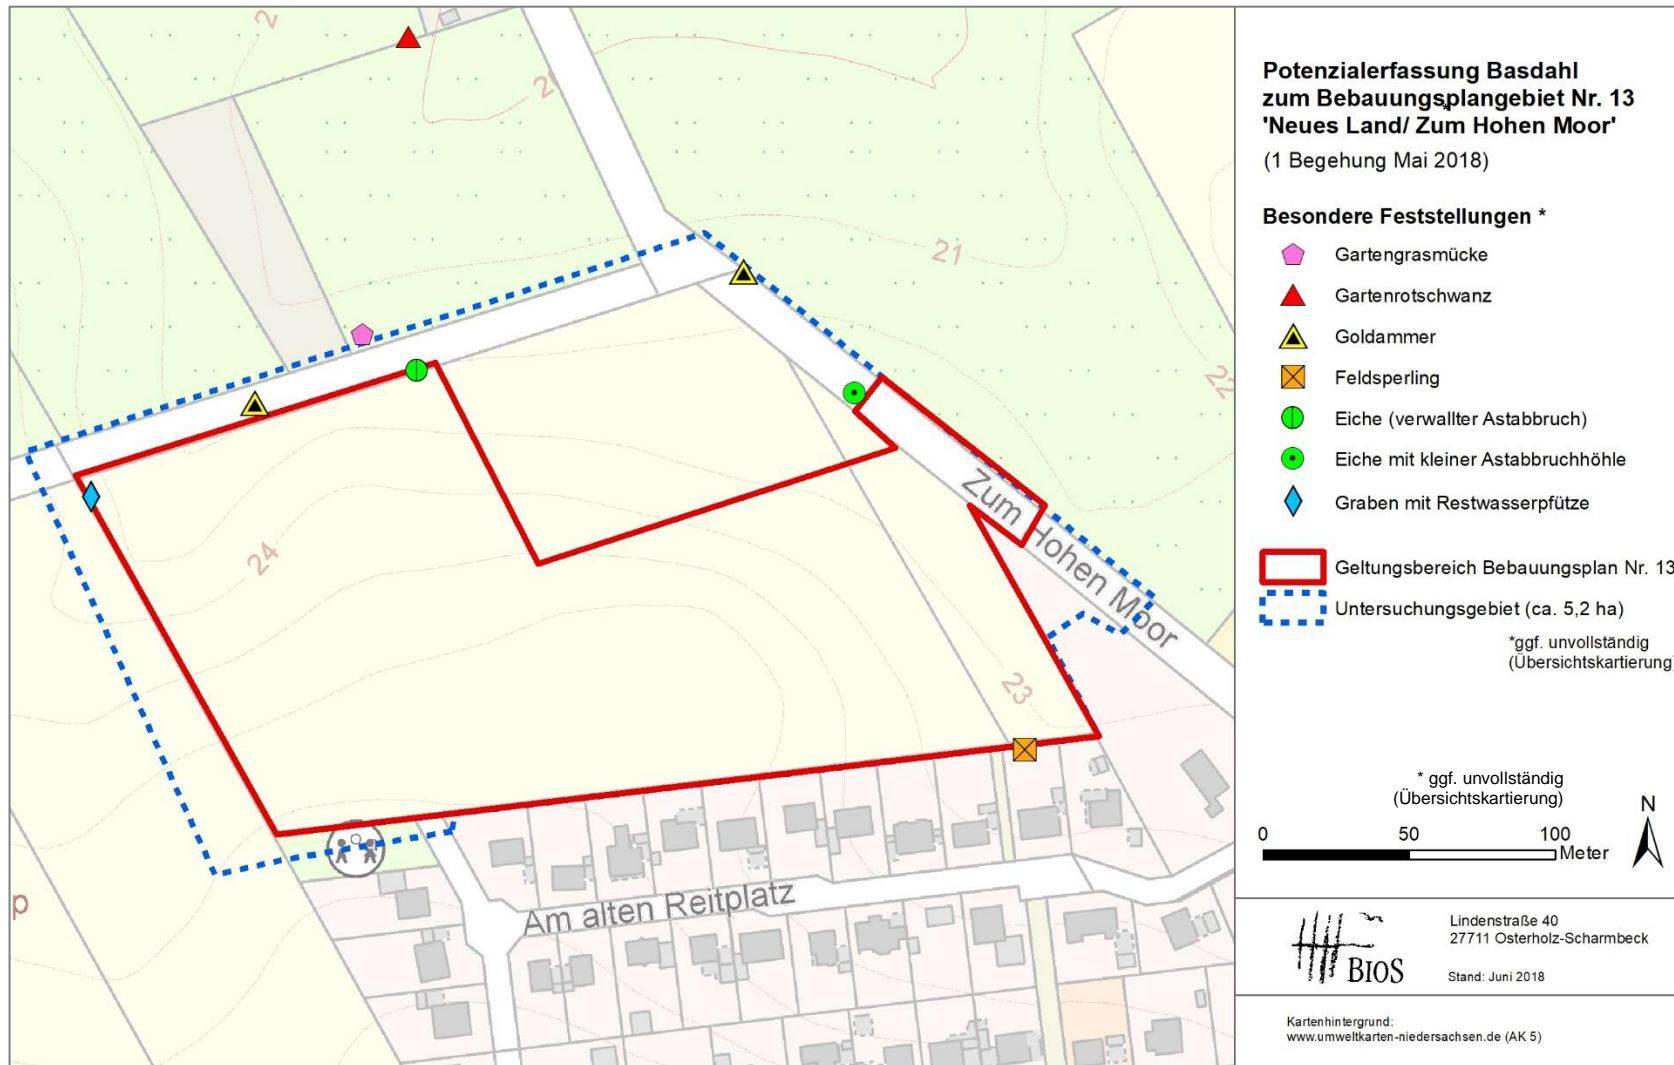 2
20
21
22
24
23
Zum Hohen Moor
Am alten Reitplatz
p
Potenzialerfassung Basdahl
zum Bebauungsplangebiet Nr. 13
*
'Neues Land/ Zum Hohen Moor'
(1 Begehung Mai 2018)
Besondere Feststellungen *
Gartengrasmücke
Gartenrotschwanz
Goldammer
Feldsperling
Eiche (verwallter Astabbruch)
Eiche mit kleiner Astabbruchhöhle
Graben mit Restwasserpfütze
Geltungsbereich Bebauungsplan Nr. 13
Untersuchungsgebiet (ca. 5,2 ha)
*ggf. unvollständig
(Übersichtskartierung)
* ggf. unvollständig
(Übersichtskartierung)
N
0 50 100
Meter
BIOS
Lindenstraße 40
27711 Osterholz-Scharmbeck
Stand: Juni 2018
Kartenhintergrund:
www.umweltkarten-niedersachsen.de (AK 5)